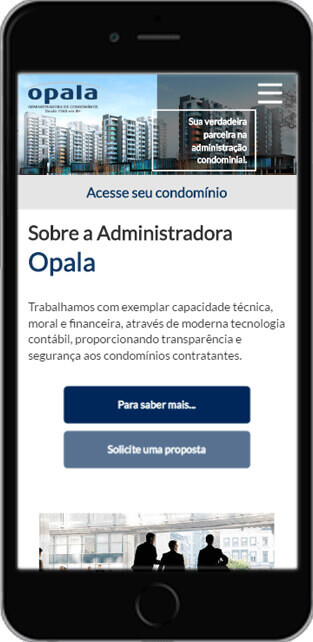 opala
ADMINISTRADORA DE CONDOMÍNIOS
Sua verdadeira
parceira na
administração
condominial.
Acesse seu condomínio
Sobre a Administradora
Opala
Trabalhamos com exemplar capacidade técnica,
moral e financeira, através de moderna tecnologia
contábil, proporcionando transparência e
segurança aos condomínios contratantes.
Para saber mais...
Solicite uma proposta